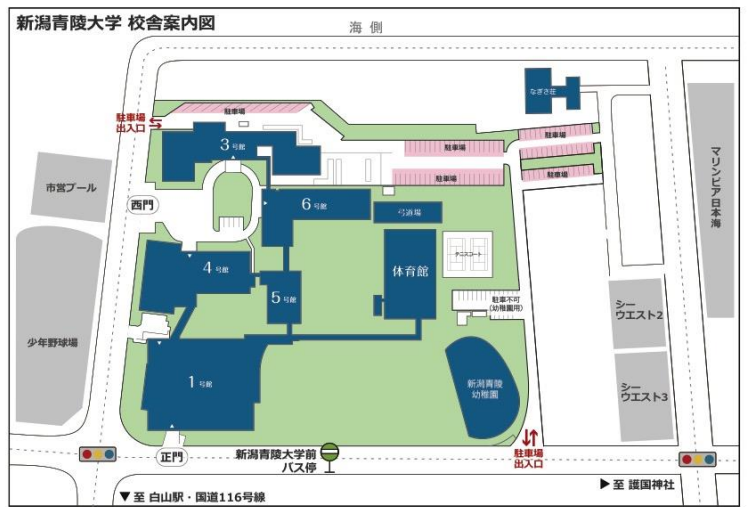 新潟青陵大学 校舎案内図
海側
なぎさ荘
駐車場
駐車場
出入口
駐車場
駐車場
駐車場
駐車場
3号館
マリンピア日本海
市営プール
西門
6号館
弓道場
テニスコート
4号館
体育館
5号館
駐車不可
(幼稚園用)
シー
ウエスト2
少年野球場
1号館
新潟青陵
幼稚園
シー
ウエスト3
正門
新潟青陵大学前
バス停
駐車場
出入口
▼至 白山駅・国道116号線
▶至 護国神社